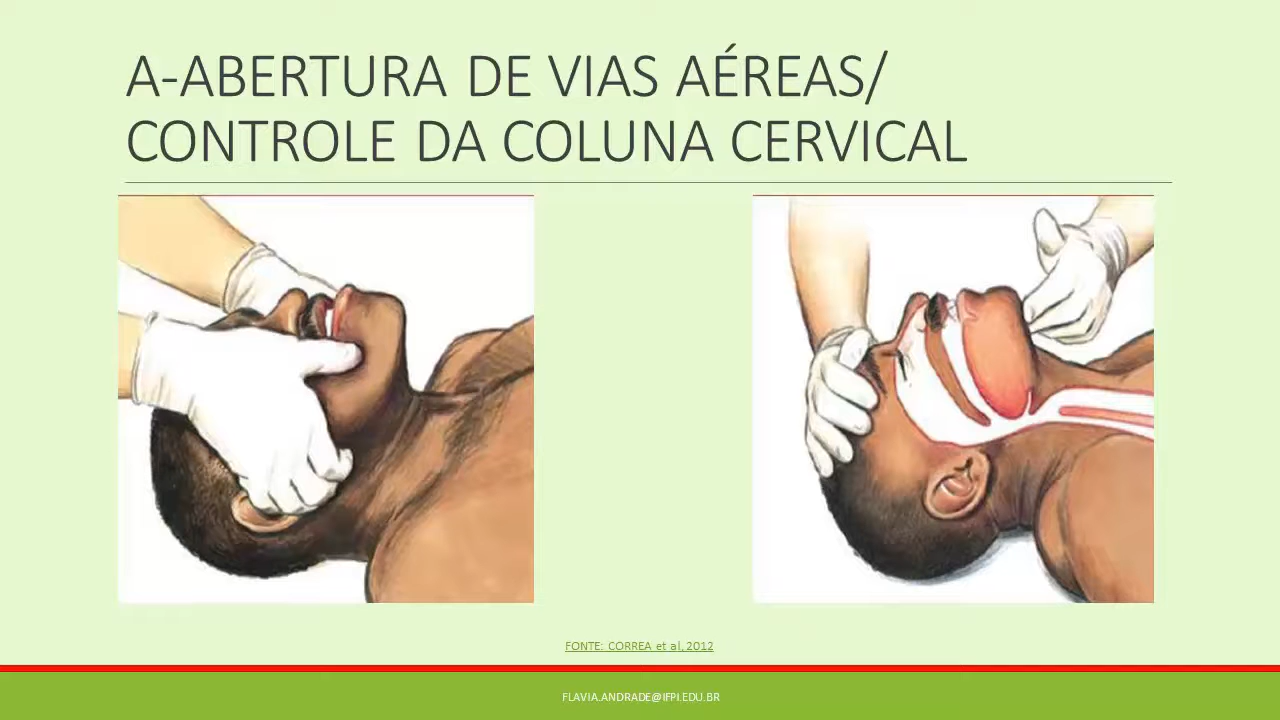 A-ABERTURA DE VIAS AÉREAS/
CONTROLE DA COLUNA CERVICAL
FONTE: CORREA et al, 2012
FLAVIA.ANDRADE@IFPI.EDU.BR